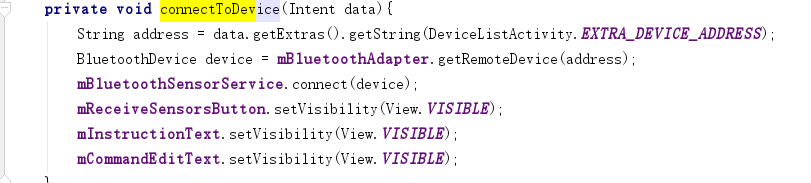 private void connectToDevice(Intent data){
String address = data.getExtras().getString(DeviceListActivity.EXTRA_DEVICE_ADDRESS);
BluetoothDevice device = mBluetoothAdapter.getRemoteDevice(address);
mBluetoothSensorService.connect(device);
mReceiveSensorsButton.setVisibility(View.VISIBLE);
mInstructionText.setVisibility(View.VISIBLE);
mCommandEditText.setVisibility(View.VISIBLE);
}